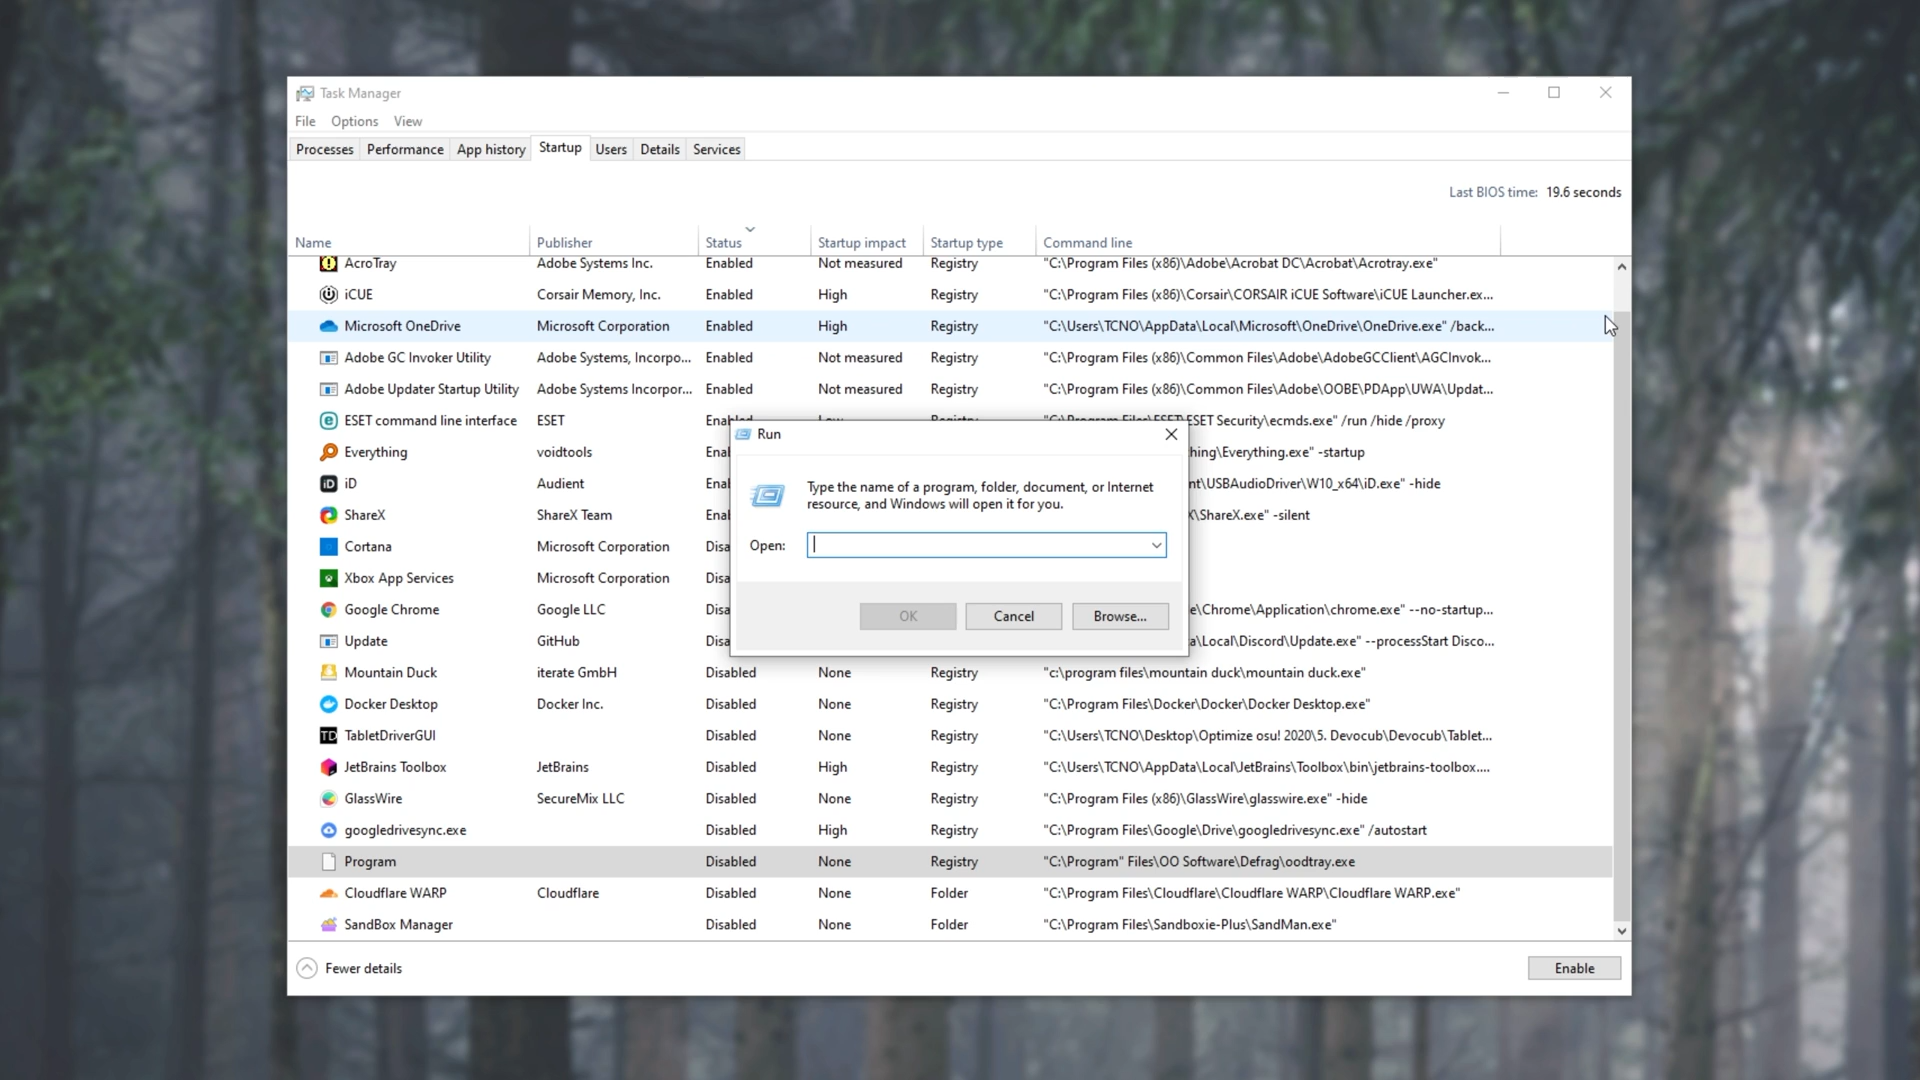 Task Manager
File Options View
Processes Performance App history Startup Users Details Services
Last BIOS time: 19.6 seconds
Name Publisher Status Startup impact Startup type Command line
AcroTray Adobe Systems Inc. Enabled Not measured Registry "C:\Program Files (x86)\Adobe\Acrobat DC\Acrobat\Acrotray.exe"
iCUE Corsair Memory, Inc. Enabled High Registry "C:\Program Files (x86)\Corsair\CORSAIR iCUE Software\iCUE Launcher.ex...
Microsoft OneDrive Microsoft Corporation Enabled High Registry "C:\Users\TCNO\AppData\Local\Microsoft\OneDrive\OneDrive.exe" /back...
Adobe GC Invoker Utility Adobe Systems, Incorpo... Enabled Not measured Registry "C:\Program Files (x86)\Common Files\Adobe\AdobeGCClient\AGCInvok...
Adobe Updater Startup Utility Adobe Systems Incorpor... Enabled Not measured Registry "C:\Program Files (x86)\Common Files\Adobe\OOBE\PDApp\UWA\Updat...
ESET command line interface ESET Enabled Low Registry "C:\Program Files\ESET\ESET Security\ecmds.exe" /run /hide /proxy
Everything voidtools Ena hing\Everything.exe" -startup
iD iD Audient Ena nt\USBAudioDriver\W10_x64\iD.exe" -hide
ShareX ShareX Team Ena X\ShareX.exe" -silent
Cortana Microsoft Corporation Disa
Xbox App Services Microsoft Corporation Disa
Google Chrome Google LLC Disa e\Chrome\Application\chrome.exe" --no-startup...
Update GitHub Disa a\Local\Discord\Update.exe" --processStart Disco...
Run
Type the name of a program, folder, document, or Internet
resource, and Windows will open it for you.
Open:
OK Cancel Browse...
Mountain Duck iterate GmbH Disabled None Registry "c:\program files\mountain duck\mountain duck.exe"
Docker Desktop Docker Inc. Disabled None Registry "C:\Program Files\Docker\Docker\Docker Desktop.exe"
TD TabletDriverGUI Disabled None Registry "C:\Users\TCNO\Desktop\Optimize osu! 2020\5. Devocub\Devocub\Tablet...
JetBrains Toolbox JetBrains Disabled High Registry "C:\Users\TCNO\AppData\Local\JetBrains\Toolbox\bin\jetbrains-toolbox....
GlassWire SecureMix LLC Disabled None Registry "C:\Program Files (x86)\GlassWire\glasswire.exe" -hide
googledrivesync.exe Disabled High Registry "C:\Program Files\Google\Drive\googledrivesync.exe" /autostart
Program Disabled None Registry "C:\Program" Files\OO Software\Defrag\oodtray.exe
Cloudflare WARP Cloudflare Disabled None Folder "C:\Program Files\Cloudflare\Cloudflare WARP\Cloudflare WARP.exe"
SandBox Manager Disabled None Folder "C:\Program Files\Sandboxie-Plus\SandMan.exe"
Fewer details Enable